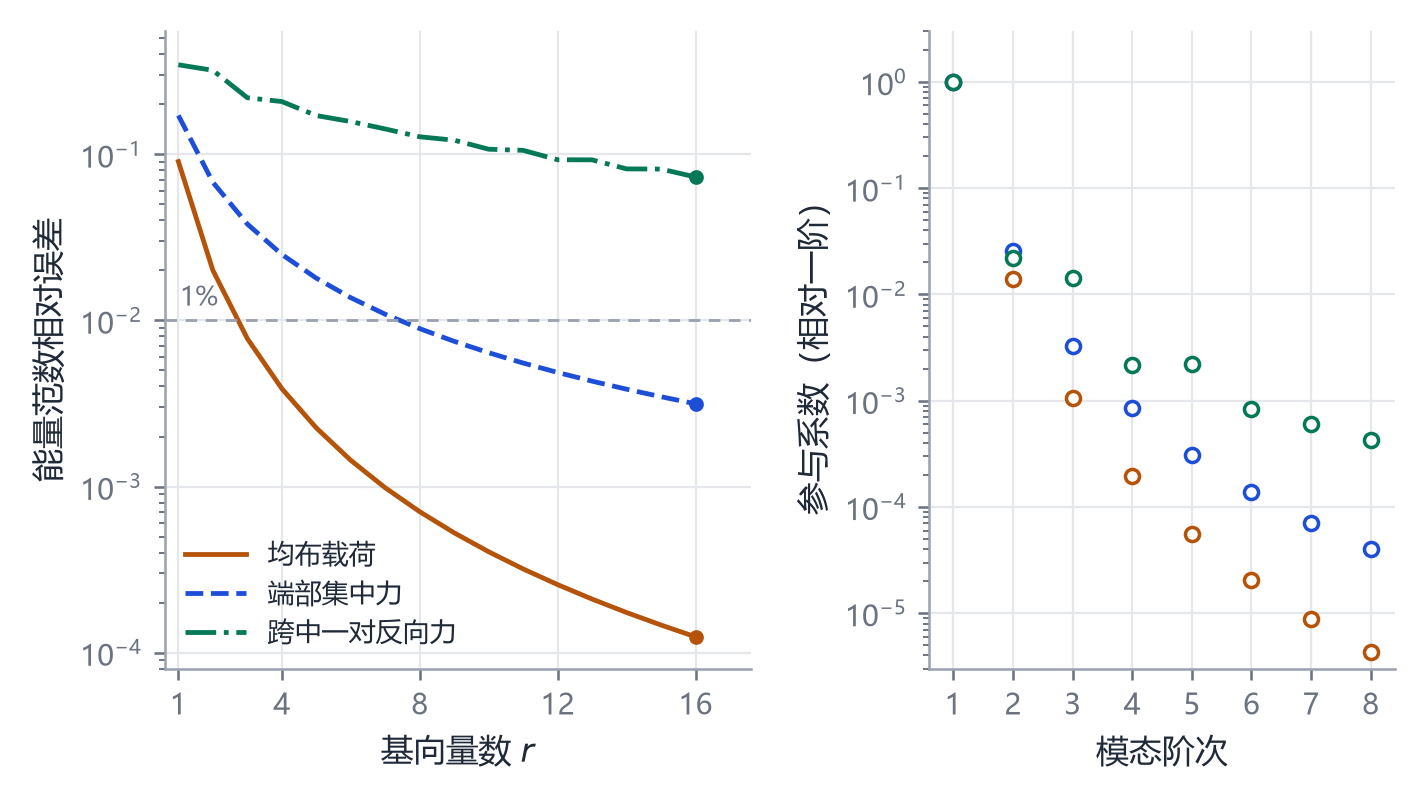 能量范数相对误差
10⁻¹
10⁻²
10⁻³
10⁻⁴
1%
均布载荷
端部集中力
跨中一对反向力
1 4 8 12 16
基向量数 r
参与系数（相对一阶）
10⁰
10⁻¹
10⁻²
10⁻³
10⁻⁴
10⁻⁵
1 2 3 4 5 6 7 8
模态阶次